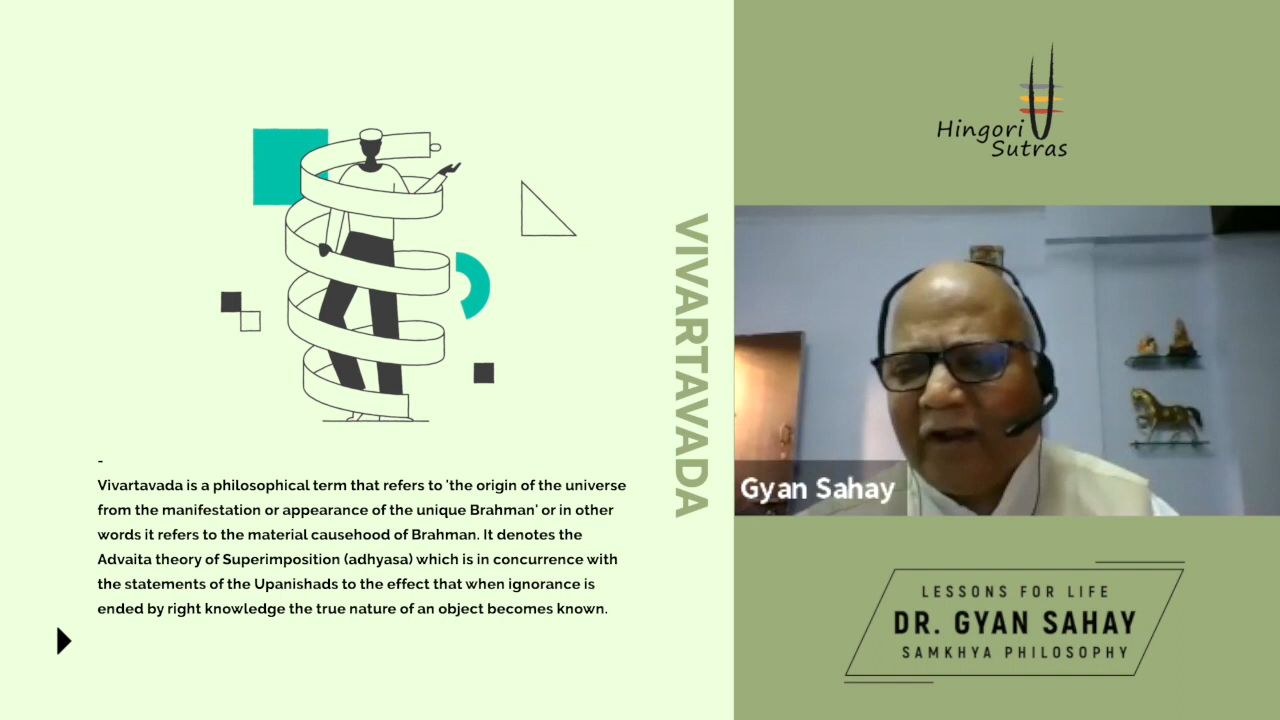 -
Vivartavada is a philosophical term that refers to 'the origin of the universe
from the manifestation or appearance of the unique Brahman' or in other
words it refers to the material causehood of Brahman. It denotes the
Advaita theory of Superimposition (adhyasa) which is in concurrence with
the statements of the Upanishads to the effect that when ignorance is
ended by right knowledge the true nature of an object becomes known.
VIVARTAVADA
Hingori
Sutras
Gyan Sahay
LESSONS FOR LIFE
DR. GYAN SAHAY
SAMKHYA PHILOSOPHY